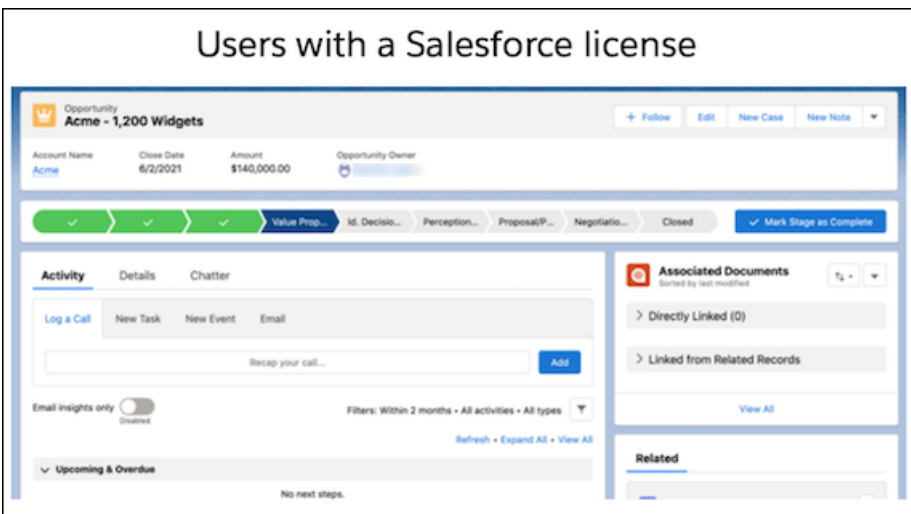 Users with a Salesforce license
Opportunity
Acme - 1,200 Widgets
+ Follow Edit New Case New Note
Account Name Close Date Amount Opportunity Owner
Acme 6/2/2021 $140,000.00
Value Prop... Id. Decisio... Perception... Proposal/P... Negotiatio... Closed Mark Stage as Complete
Activity Details Chatter
Log a Call New Task New Event Email
Recap your call... Add
Email insights only Disabled
Filters: Within 2 months • All activities • All types
Refresh • Expand All • View All
Upcoming & Overdue
No next steps.
Associated Documents
Sorted by last modified
Directly Linked (0)
Linked from Related Records
View All
Related